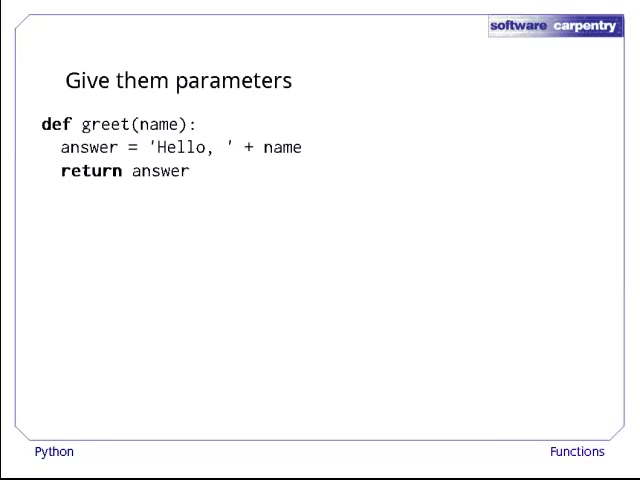 software carpentry
Give them parameters
def greet(name):
  answer = 'Hello, ' + name
  return answer
Python
Functions